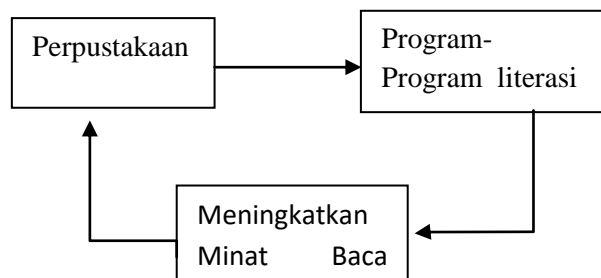 Perpustakaan
Program-
Program literasi
Meningkatkan
Minat Baca